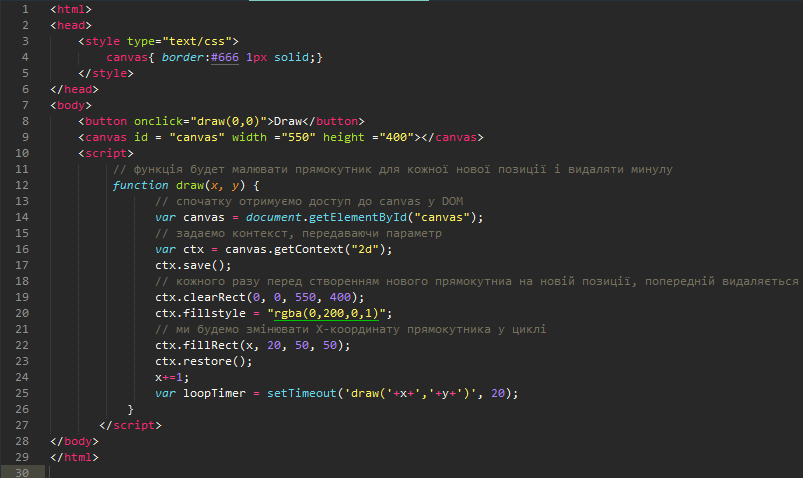 1 <html>
2 <head>
3 <style type="text/css">
4 canvas{ border:#666 1px solid;}
5 </style>
6 </head>
7 <body>
8 <button onclick="draw(0,0)">Draw</button>
9 <canvas id = "canvas" width ="550" height ="400"></canvas>
10 <script>
11 // функція будет малювати прямокутник для кожної нової позиції і видаляти минулу
12 function draw(x, y) {
13 // спочатку отримуємо доступ до canvas у DOM
14 var canvas = document.getElementById("canvas");
15 // задаємо контекст, передаваючи параметр
16 var ctx = canvas.getContext("2d");
17 ctx.save();
18 // кожного разу перед створенням нового прямокутниа на новій позиції, попередній видаляється
19 ctx.clearRect(0, 0, 550, 400);
20 ctx.fillstyle = "rgba(0,200,0,1)";
21 // ми будемо змінювати X-координату прямокутника у циклі
22 ctx.fillRect(x, 20, 50, 50);
23 ctx.restore();
24 x+=1;
25 var loopTimer = setTimeout('draw('+x+','+y+')', 20);
26 }
27 </script>
28 </body>
29 </html>
30